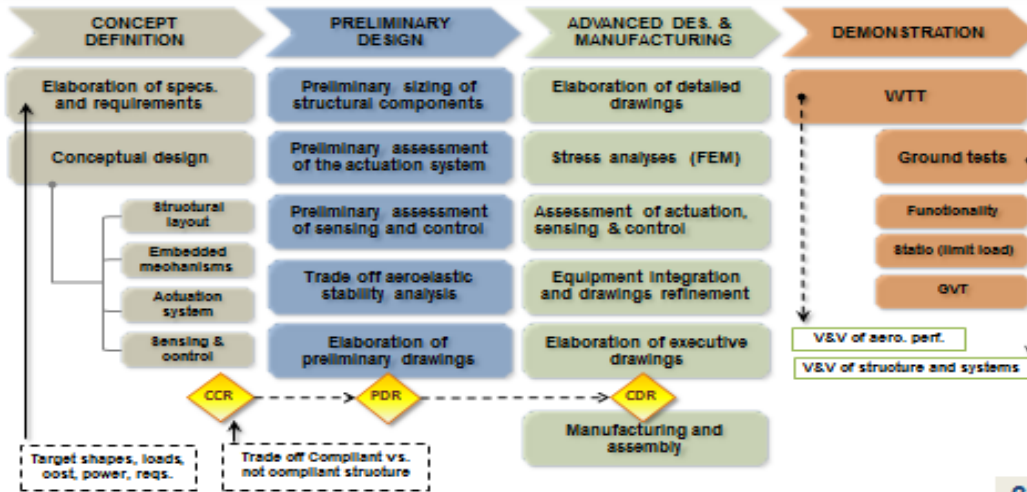 CONCEPT
DEFINITION
PRELIMINARY
DESIGN
ADVANCED DES. &
MANUFACTURING
DEMONSTRATION
Elaboration of specs.
and requirements
Conceptual design
Structural
layout
Embedded
mechanisms
Actuation
system
Sensing &
control
Preliminary sizing of
structural components
Preliminary assessment
of the actuation system
Preliminary assessment
of sensing and control
Trade off aeroelastic
stability analysis
Elaboration of
preliminary drawings
Elaboration of detailed
drawings
Stress analyses (FEM)
Assessment of actuation,
sensing & control
Equipment integration
and drawings refinement
Elaboration of executive
drawings
Manufacturing and
assembly
WTT
Ground tests
Functionality
Static (limit load)
GVT
V&V of aero. perf.
V&V of structure and systems
CCR
PDR
CDR
Target shapes, loads,
cost, power, reqs.
Trade off Compliant vs.
not compliant structure